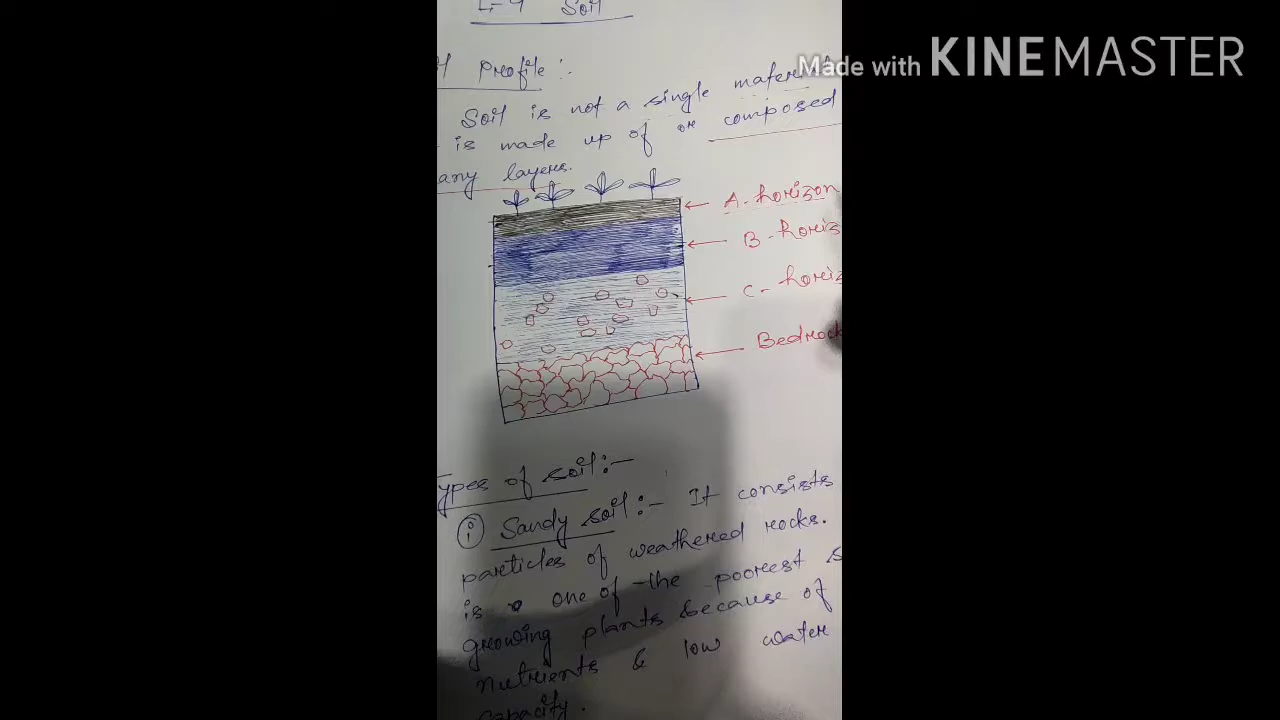 L-4 Soil
Profile:-
Made with KINEMASTER
Soil is not a single material
is made up of or composed
any layers.
A-horizon
B-horiz
C-horiz
Bedrock
ypes of soil:-
(i) Sandy soil:- It consists
particles of weathered rocks.
is one of the poorest s
growing plants because of
nutrients & low water
capacity.